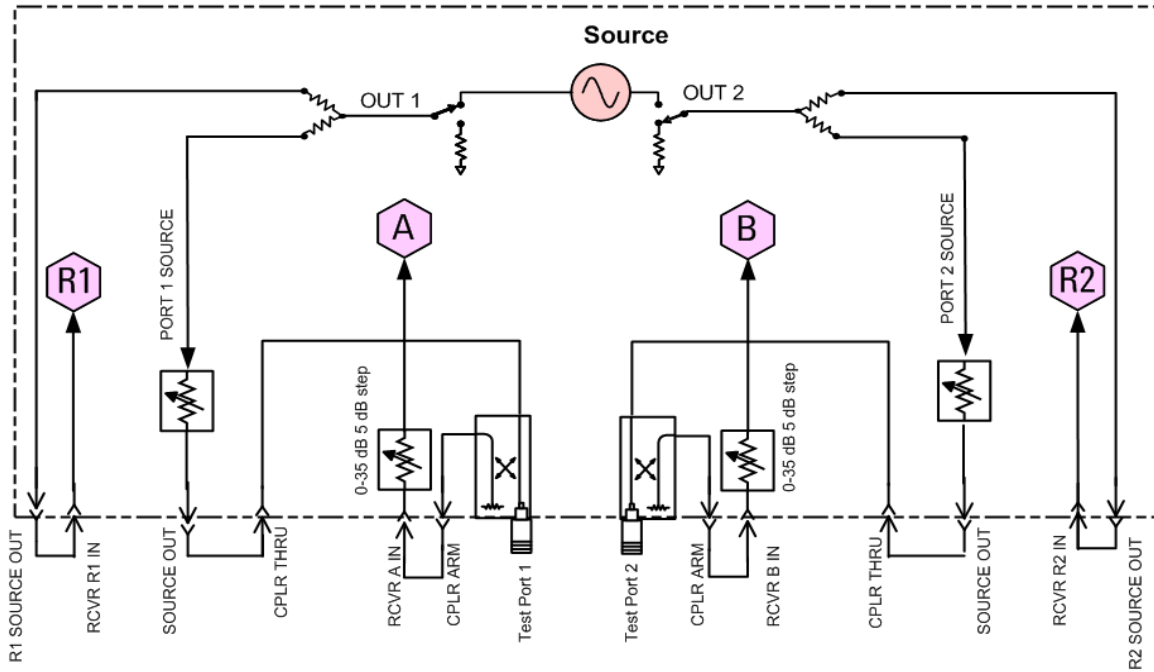 Source
OUT 1
OUT 2
A
B
R1
R2
PORT 1 SOURCE
PORT 2 SOURCE
0-35 dB 5 dB step
0-35 dB 5 dB step
R1 SOURCE OUT
RCVR R1 IN
SOURCE OUT
CPLR THRU
RCVR A IN
CPLR ARM
Test Port 1
Test Port 2
CPLR ARM
RCVR B IN
CPLR THRU
SOURCE OUT
RCVR R2 IN
R2 SOURCE OUT